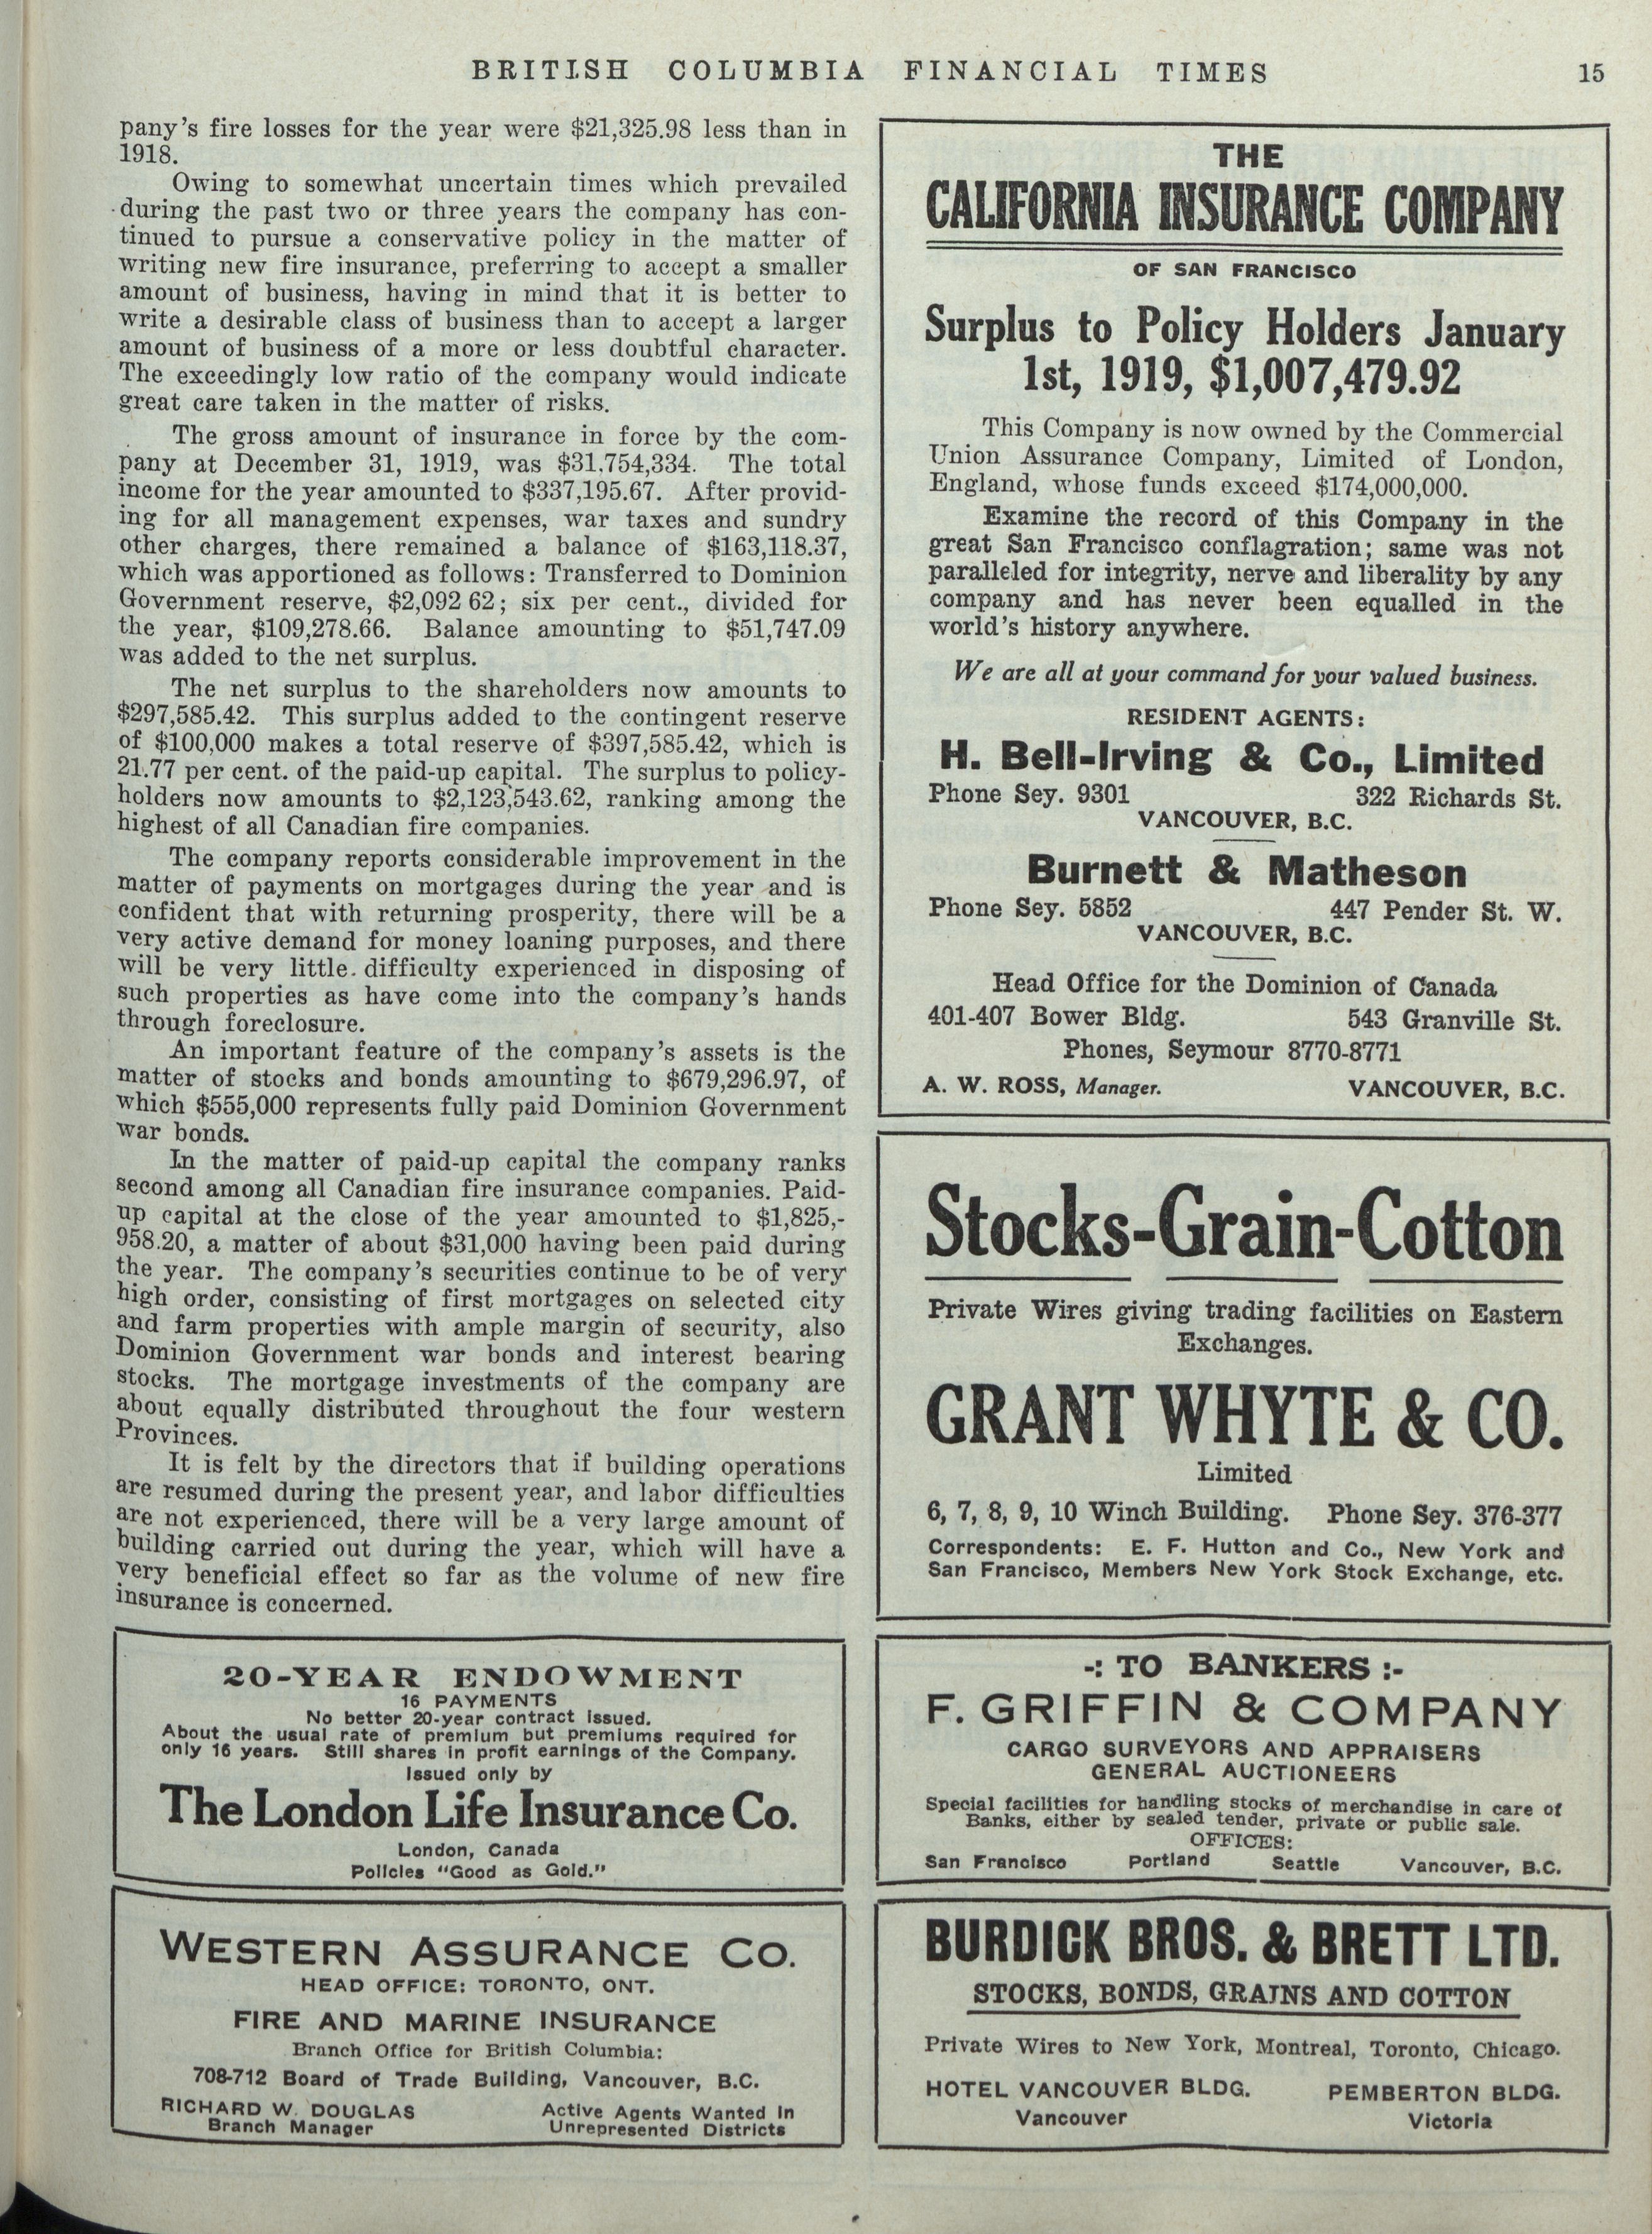 BRITISH COLUMBIA FINANCIAL TIMES 15
pany's fire losses for the year were $21,325.98 less than in
1918.
Owing to somewhat uncertain times which prevailed
during the past two or three years the company has con-
tinued to pursue a conservative policy in the matter of
writing new fire insurance, preferring to accept a smaller
amount of business, having in mind that it is better to
write a desirable class of business than to accept a larger
amount of business of a more or less doubtful character.
The exceedingly low ratio of the company would indicate
great care taken in the matter of risks.
The gross amount of insurance in force by the com-
pany at December 31, 1919, was $31,754,334. The total
income for the year amounted to $337,195.67. After provid-
ing for all management expenses, war taxes and sundry
other charges, there remained a balance of $163,118.37,
which was apportioned as follows: Transferred to Dominion
Government reserve, $2,092 62; six per cent., divided for
the year, $109,278.66. Balance amounting to $51,747.09
was added to the net surplus.
The net surplus to the shareholders now amounts to
$297,585.42. This surplus added to the contingent reserve
of $100,000 makes a total reserve of $397,585.42, which is
21.77 per cent. of the paid-up capital. The surplus to policy-
holders now amounts to $2,123,543.62, ranking among the
highest of all Canadian fire companies.
The company reports considerable improvement in the
matter of payments on mortgages during the year and is
confident that with returning prosperity, there will be a
very active demand for money loaning purposes, and there
will be very little difficulty experienced in disposing of
such properties as have come into the company's hands
through foreclosure.
An important feature of the company's assets is the
matter of stocks and bonds amounting to $679,296.97, of
which $555,000 represents fully paid Dominion Government
war bonds.
In the matter of paid-up capital the company ranks
second among all Canadian fire insurance companies. Paid-
up capital at the close of the year amounted to $1,825,-
958.20, a matter of about $31,000 having been paid during
the year. The company's securities continue to be of very
high order, consisting of first mortgages on selected city
and farm properties with ample margin of security, also
Dominion Government war bonds and interest bearing
stocks. The mortgage investments of the company are
about equally distributed throughout the four western
Provinces.
It is felt by the directors that if building operations
are resumed during the present year, and labor difficulties
are not experienced, there will be a very large amount of
building carried out during the year, which will have a
very beneficial effect so far as the volume of new fire
insurance is concerned.
20-YEAR ENDOWMENT
16 PAYMENTS
No better 20-year contract issued.
About the usual rate of premium but premiums required for
only 16 years. Still shares in profit earnings of the Company.
Issued only by
The London Life Insurance Co.
London, Canada
Policies "Good as Gold."
WESTERN ASSURANCE CO.
HEAD OFFICE: TORONTO, ONT.
FIRE AND MARINE INSURANCE
Branch Office for British Columbia:
708-712 Board of Trade Building, Vancouver, B.C.
RICHARD W. DOUGLAS Active Agents Wanted in
Branch Manager Unrepresented Districts
THE
CALIFORNIA INSURANCE COMPANY
OF SAN FRANCISCO
Surplus to Policy Holders January
1st, 1919, $1,007,479.92
This Company is now owned by the Commercial
Union Assurance Company, Limited of London,
England, whose funds exceed $174,000,000.
Examine the record of this Company in the
great San Francisco conflagration; same was not
paralleled for integrity, nerve and liberality by any
company and has never been equalled in the
world's history anywhere.
We are all at your command for your valued business.
RESIDENT AGENTS:
H. Bell-Irving & Co., Limited
Phone Sey. 9301 322 Richards St.
VANCOUVER, B.C.
Burnett & Matheson
Phone Sey. 5852 447 Pender St. W.
VANCOUVER, B.C.
Head Office for the Dominion of Canada
401-407 Bower Bldg. 543 Granville St.
Phones, Seymour 8770-8771
A. W. ROSS, Manager. VANCOUVER, B.C.
Stocks-Grain-Cotton
Private Wires giving trading facilities on Eastern
Exchanges.
GRANT WHYTE & CO.
Limited
6, 7, 8, 9, 10 Winch Building. Phone Sey. 376-377
Correspondents: E. F. Hutton and Co., New York and
San Francisco, Members New York Stock Exchange, etc.
-: TO BANKERS :-
F. GRIFFIN & COMPANY
CARGO SURVEYORS AND APPRAISERS
GENERAL AUCTIONEERS
Special facilities for handling stocks of merchandise in care of
Banks, either by sealed tender, private or public sale.
OFFICES:
San Francisco Portland Seattle Vancouver, B.C.
BURDICK BROS. & BRETT LTD.
STOCKS, BONDS, GRAINS AND COTTON
Private Wires to New York, Montreal, Toronto, Chicago.
HOTEL VANCOUVER BLDG. PEMBERTON BLDG.
Vancouver Victoria